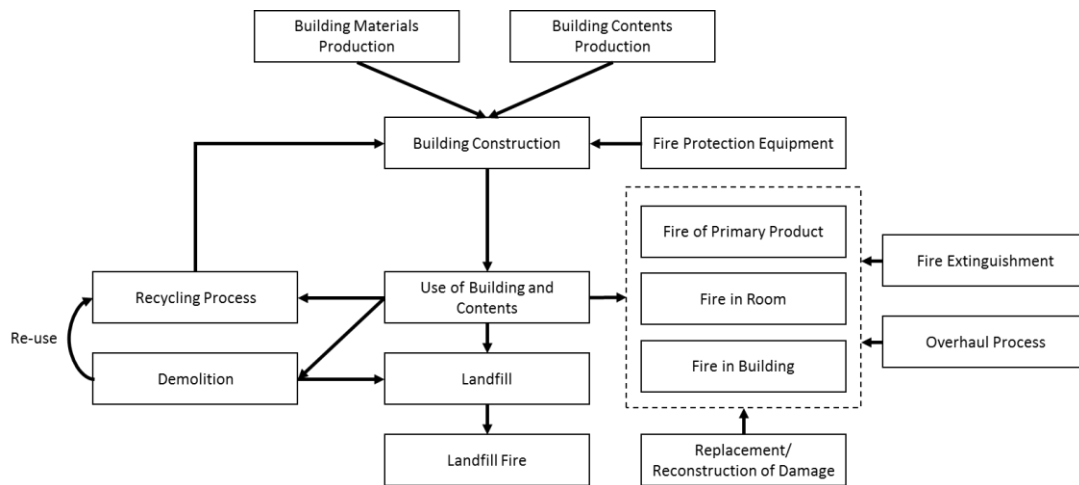 Building Materials
Production
Building Contents
Production
Building Construction
Fire Protection Equipment
Fire of Primary Product
Fire Extinguishment
Recycling Process
Use of Building and
Contents
Fire in Room
Re-use
Overhaul Process
Demolition
Landfill
Fire in Building
Landfill Fire
Replacement/
Reconstruction of Damage